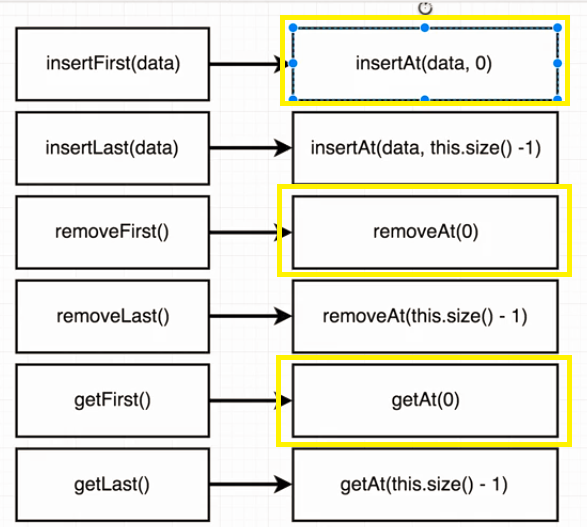 insertFirst(data)
insertAt(data, 0)
insertLast(data)
insertAt(data, this.size() -1)
removeFirst()
removeAt(0)
removeLast()
removeAt(this.size() - 1)
getFirst()
getAt(0)
getLast()
getAt(this.size() - 1)